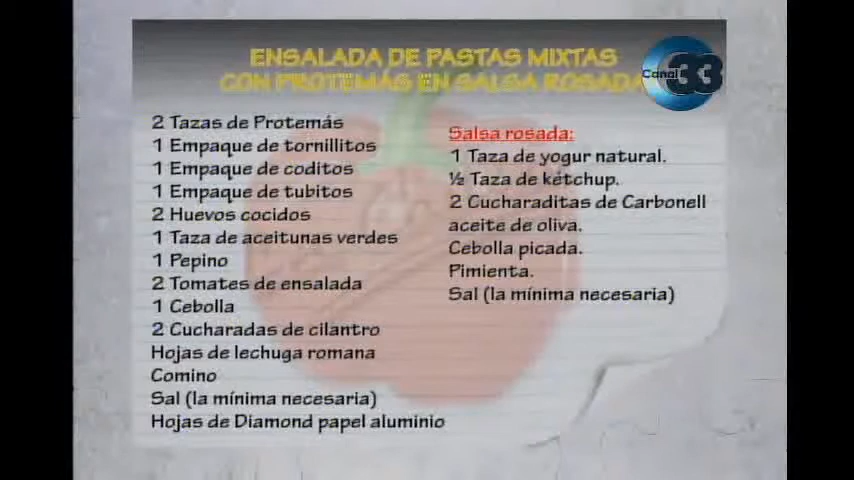 ENSALADA DE PASTAS MIXTAS
CON PROTEMÁS EN SALSA ROSADA
Canal 33
2 Tazas de Protemás
1 Empaque de tornillitos
1 Empaque de coditos
1 Empaque de tubitos
2 Huevos cocidos
1 Taza de aceitunas verdes
1 Pepino
2 Tomates de ensalada
1 Cebolla
2 Cucharadas de cilantro
Hojas de lechuga romana
Comino
Sal (la mínima necesaria)
Hojas de Diamond papel aluminio
Salsa rosada:
1 Taza de yogur natural.
½ Taza de kétchup.
2 Cucharaditas de Carbonell
aceite de oliva.
Cebolla picada.
Pimienta.
Sal (la mínima necesaria)